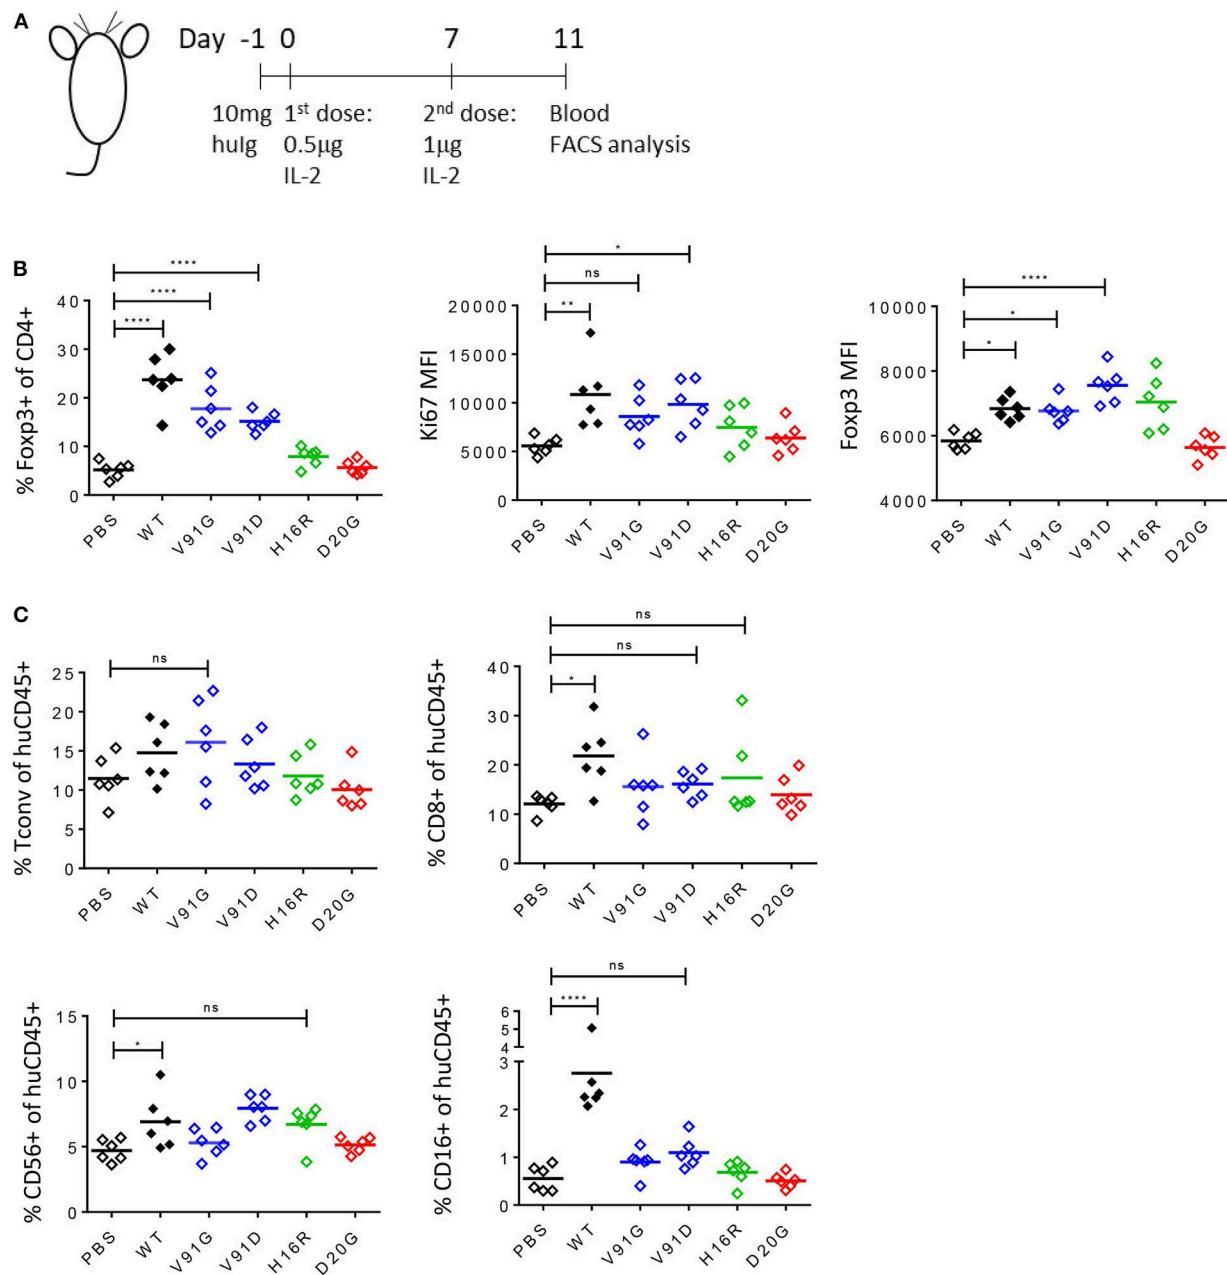 A
Day -1 0 7 11
10mg 1st dose: 2nd dose: Blood
huIg 0.5µg 1µg FACS analysis
IL-2 IL-2
B
% Foxp3+ of CD4+
40
30
20
10
0
****
****
****
PBS WT V91G V91D H16R D20G
Ki67 MFI
20000
15000
10000
5000
0
*
ns
**
PBS WT V91G V91D H16R D20G
Foxp3 MFI
10000
8000
6000
4000
****
*
*
PBS WT V91G V91D H16R D20G
C
% Tconv of huCD45+
25
20
15
10
5
0
ns
PBS WT V91G V91D H16R D20G
% CD8+ of huCD45+
40
30
20
10
0
ns
ns
*
PBS WT V91G V91D H16R D20G
% CD56+ of huCD45+
15
10
5
0
ns
*
PBS WT V91G V91D H16R D20G
% CD16+ of huCD45+
6
5
4
3
2
1
0
ns
****
PBS WT V91G V91D H16R D20G